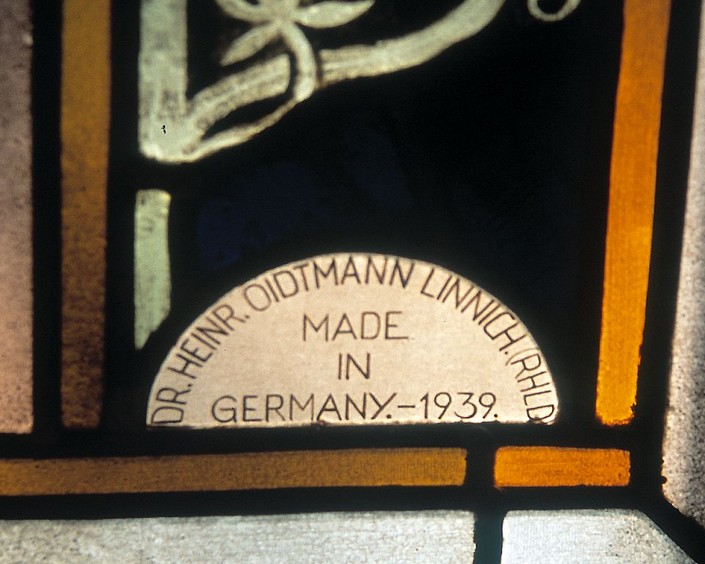 DR. HEINR. OIDTMANN LINNICH. (RHLD
MADE
IN
GERMANY.–1939.